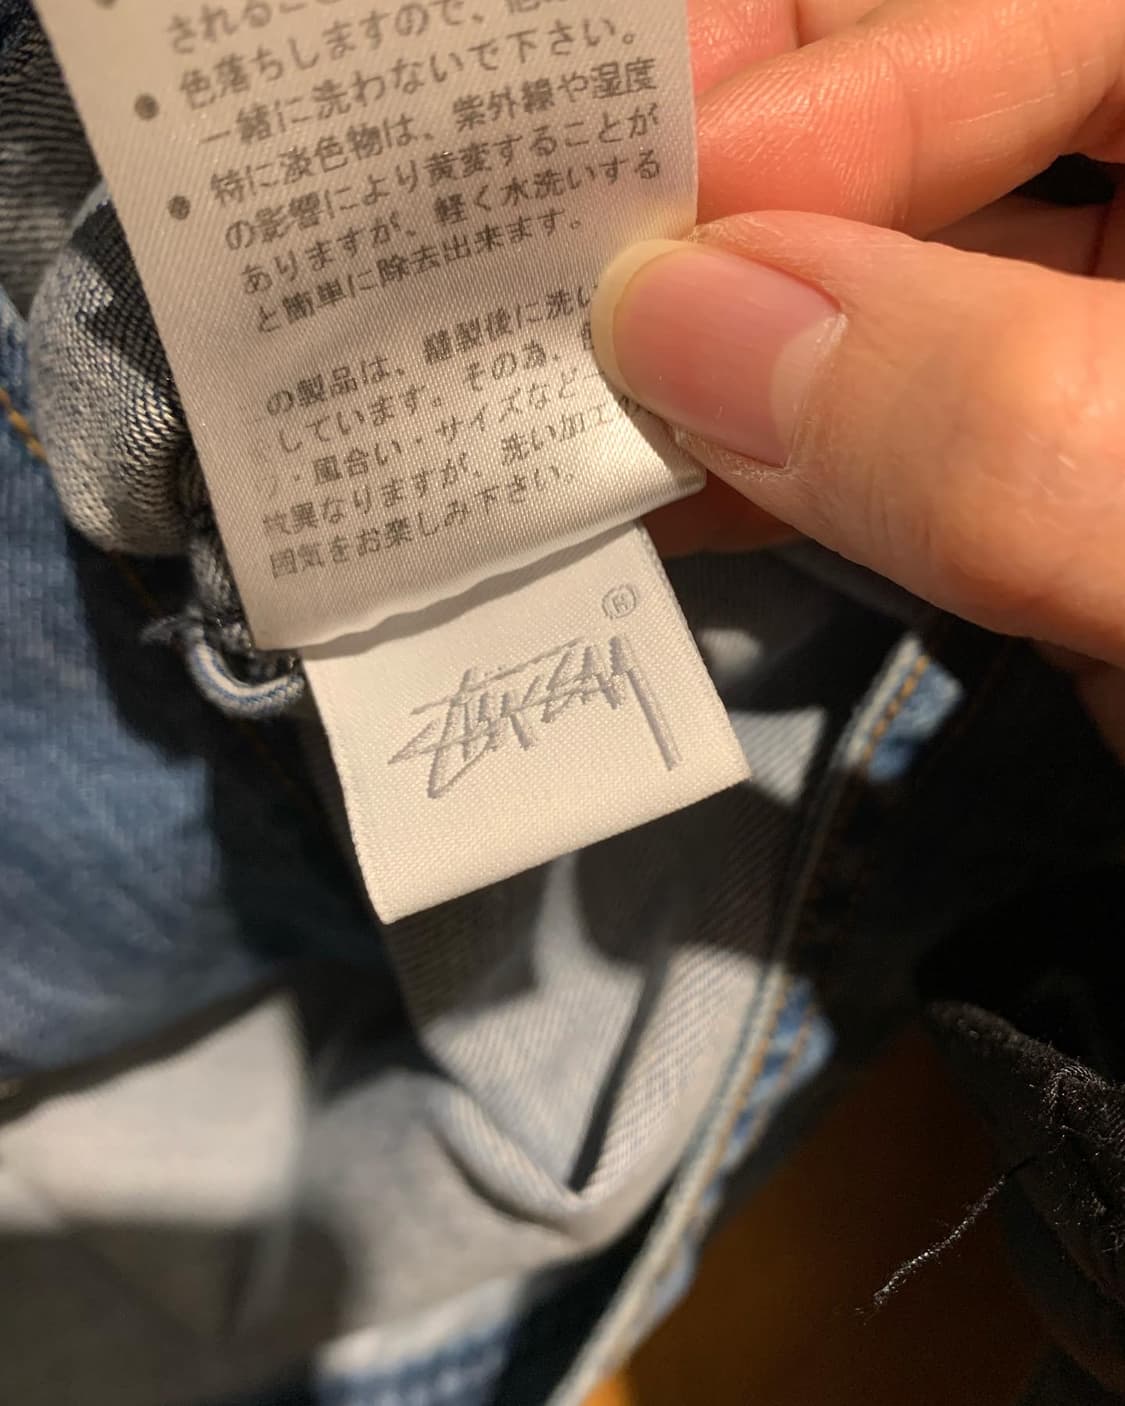 されること
色落ちしますので、他
一緒に洗わないで下さい。
● 特に淡色物は、紫外線や湿度
の影響により黄変することが
ありますが、軽く水洗いする
と簡単に除去出来ます。
の製品は、縫製後に洗い
しています。その為、
・風合い・サイズなど
異なりますが、洗い加工
囲気をお楽しみ下さい。
STÜSSY ®